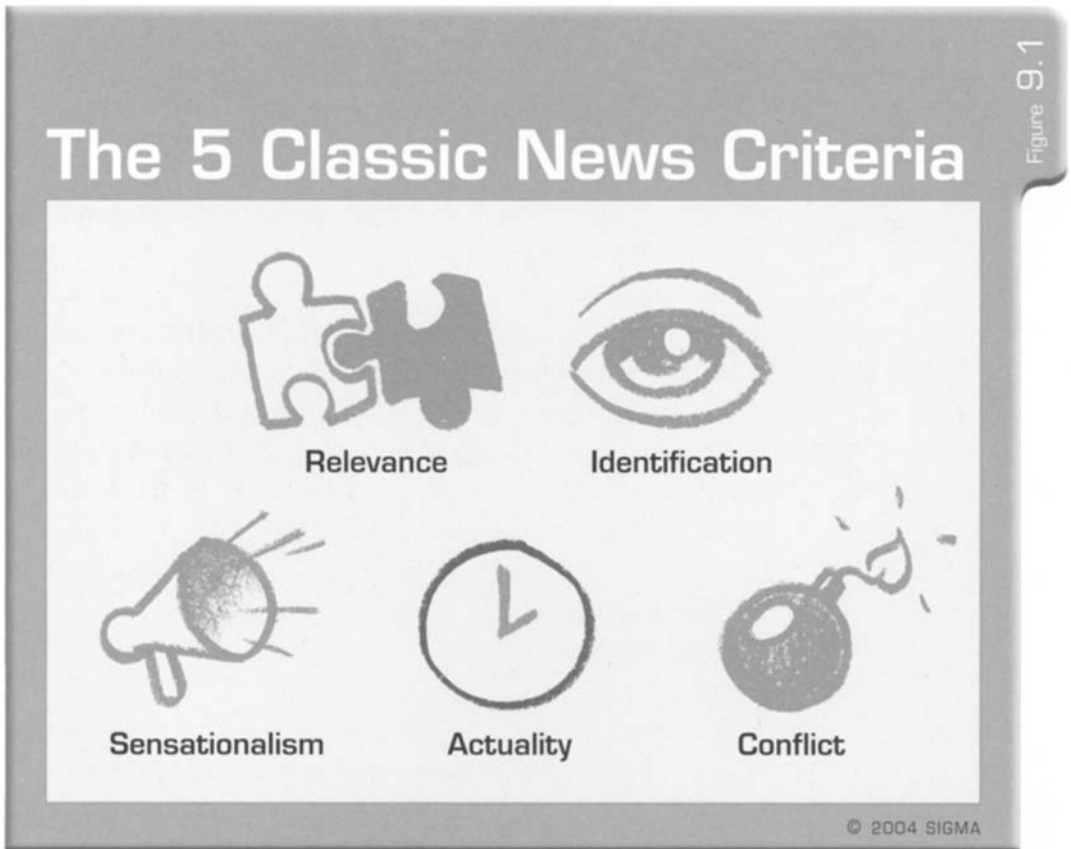 Figure 9.1
The 5 Classic News Criteria
Relevance
Identification
Sensationalism
Actuality
Conflict
© 2004 SIGMA